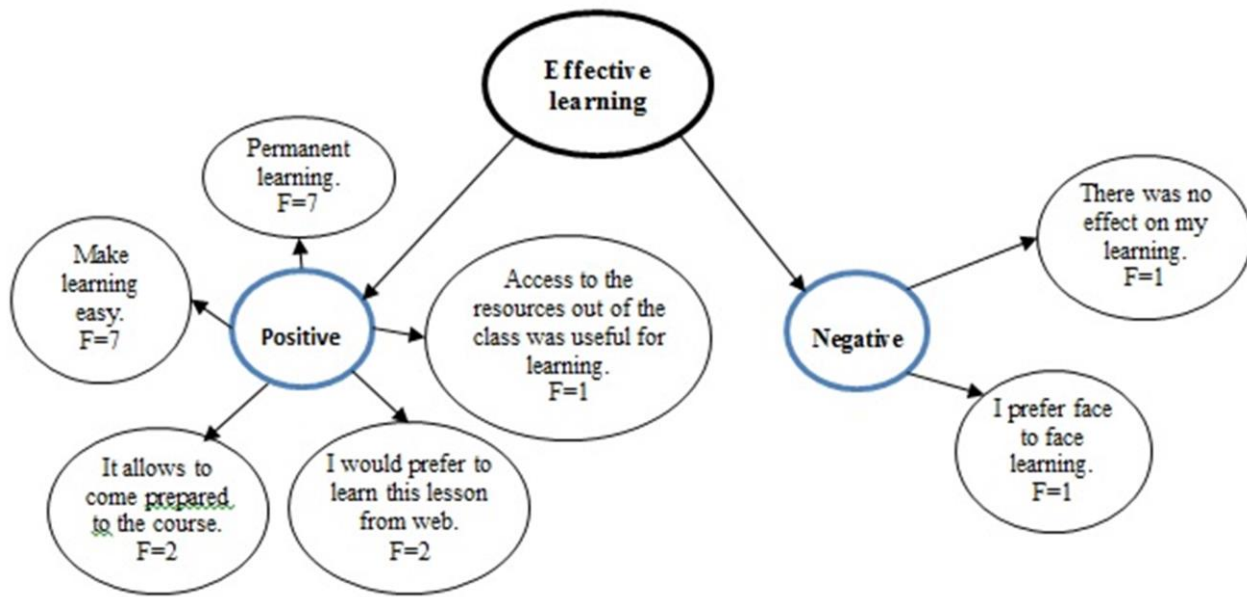 Effective
learning
Permanent
learning.
F=7
Make
learning
easy.
F=7
Positive
Access to the
resources out of the
class was useful for
learning.
F=1
It allows to
come prepared
to the course.
F=2
I would prefer to
learn this lesson
from web.
F=2
Negative
There was no
effect on my
learning.
F=1
I prefer face
to face
learning.
F=1